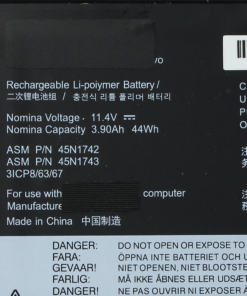 vo
Rechargeable Li-polymer Battery/
二次锂电池组 / 충전식 리튬 폴리머 배터리
Nomina Voltage · 11.4V ⎓
Nomina Capacity 3.90Ah 44Wh
ASM P/N 45N1742
ASM P/N 45N1743
3ICP8/63/67
For use with computer
Manufacture
Made in China 中国制造
DANGER: DO NOT OPEN OR EXPOSE TO
FARA: ÖPPNA INTE BATTERIET OCH U
GEVAAR! NIET OPENEN, NIET BLOOTSTE
FARLIG: MÅ IKKE ÅBNES ELLER UDSÆT
DANGER: NE PAS OUVRIR NI EXPOSER